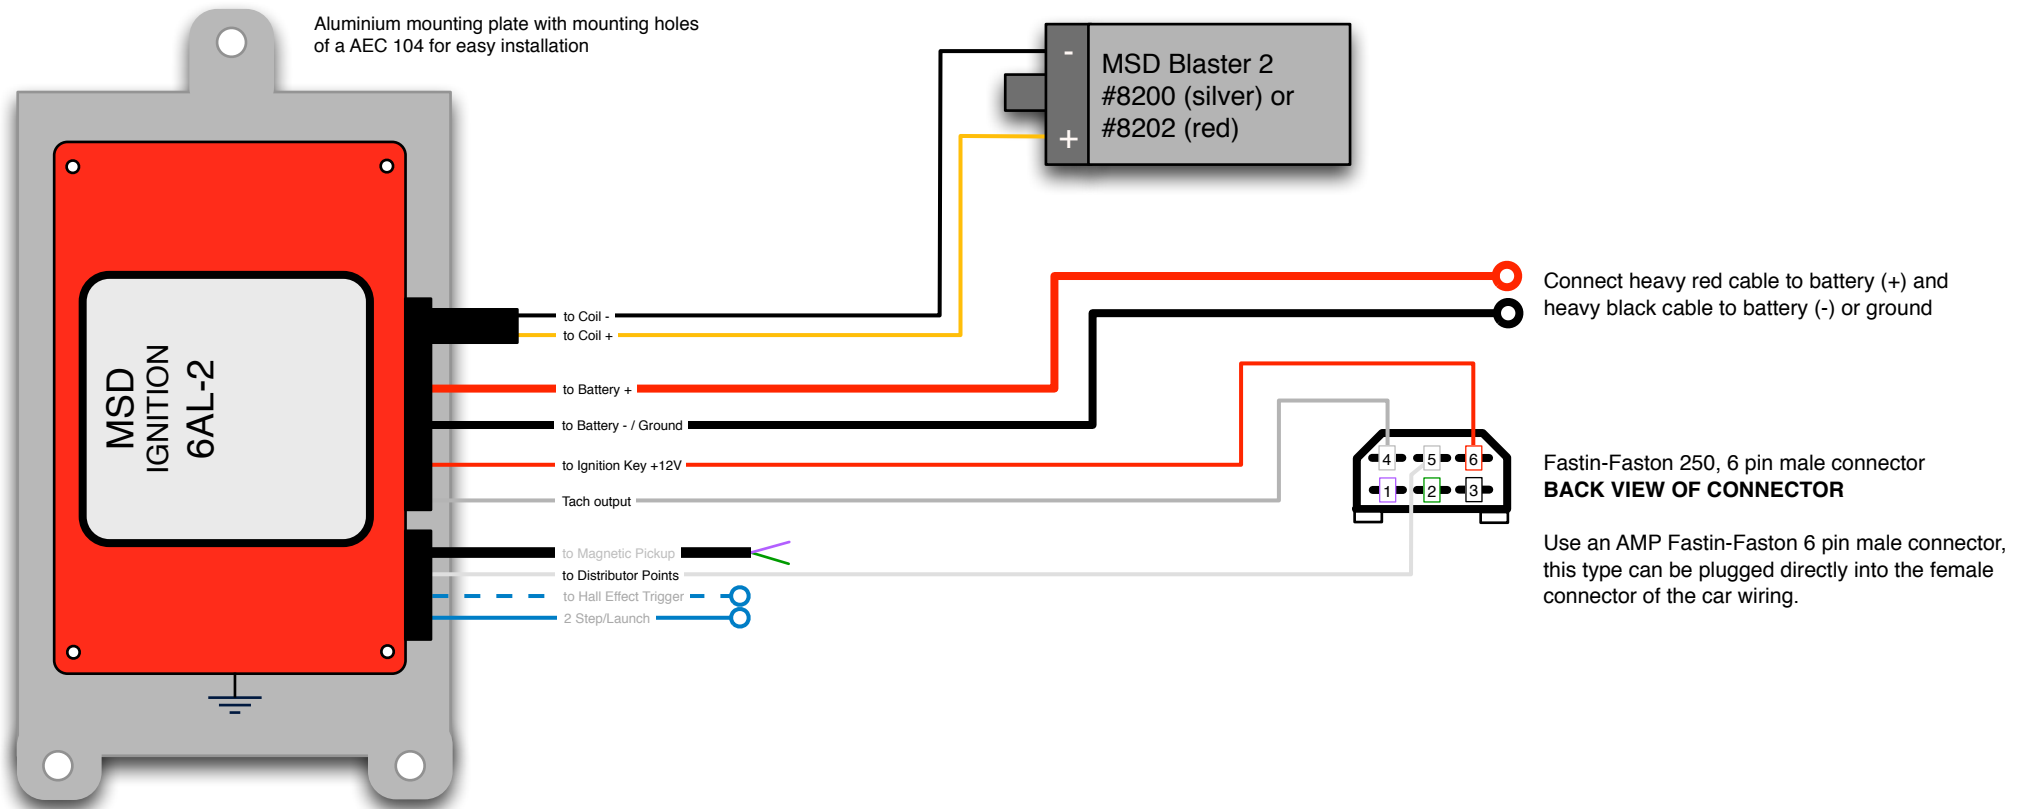 Aluminium mounting plate with mounting holes
of a AEC 104 for easy installation
-
+
MSD Blaster 2
#8200 (silver) or
#8202 (red)
MSD
IGNITION
6AL-2
to Coil -
to Coil +
to Battery +
to Battery - / Ground
to Ignition Key +12V
Tach output
to Magnetic Pickup
to Distributor Points
to Hall Effect Trigger
2 Step/Launch
Connect heavy red cable to battery (+) and
heavy black cable to battery (-) or ground
4 5 6
1 2 3
Fastin-Faston 250, 6 pin male connector
BACK VIEW OF CONNECTOR
Use an AMP Fastin-Faston 6 pin male connector,
this type can be plugged directly into the female
connector of the car wiring.